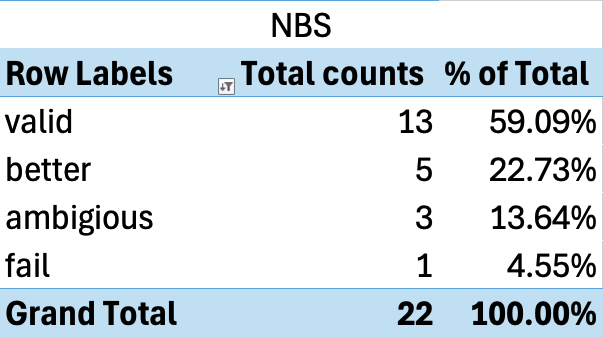 NBS
Row Labels Total counts % of Total
valid 13 59.09%
better 5 22.73%
ambigious 3 13.64%
fail 1 4.55%
Grand Total 22 100.00%